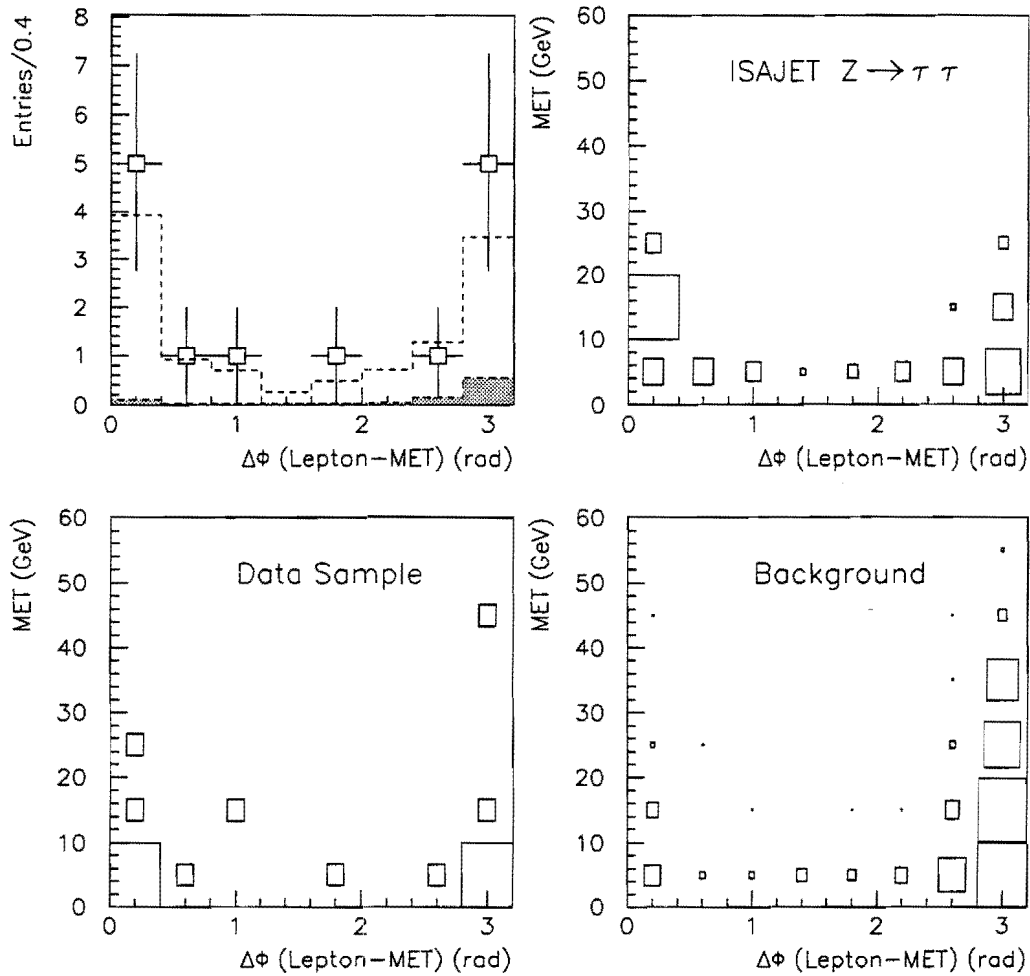 Entries/0.4
8
7
6
5
4
3
2
1
0
0 1 2 3
ΔΦ (Lepton-MET) (rad)
MET (GeV)
60
50
40
30
20
10
0
ISAJET Z → τ τ
0 1 2 3
ΔΦ (Lepton-MET) (rad)
MET (GeV)
60
50
40
30
20
10
0
Data Sample
0 1 2 3
ΔΦ (Lepton-MET) (rad)
MET (GeV)
60
50
40
30
20
10
0
Background
0 1 2 3
ΔΦ (Lepton-MET) (rad)